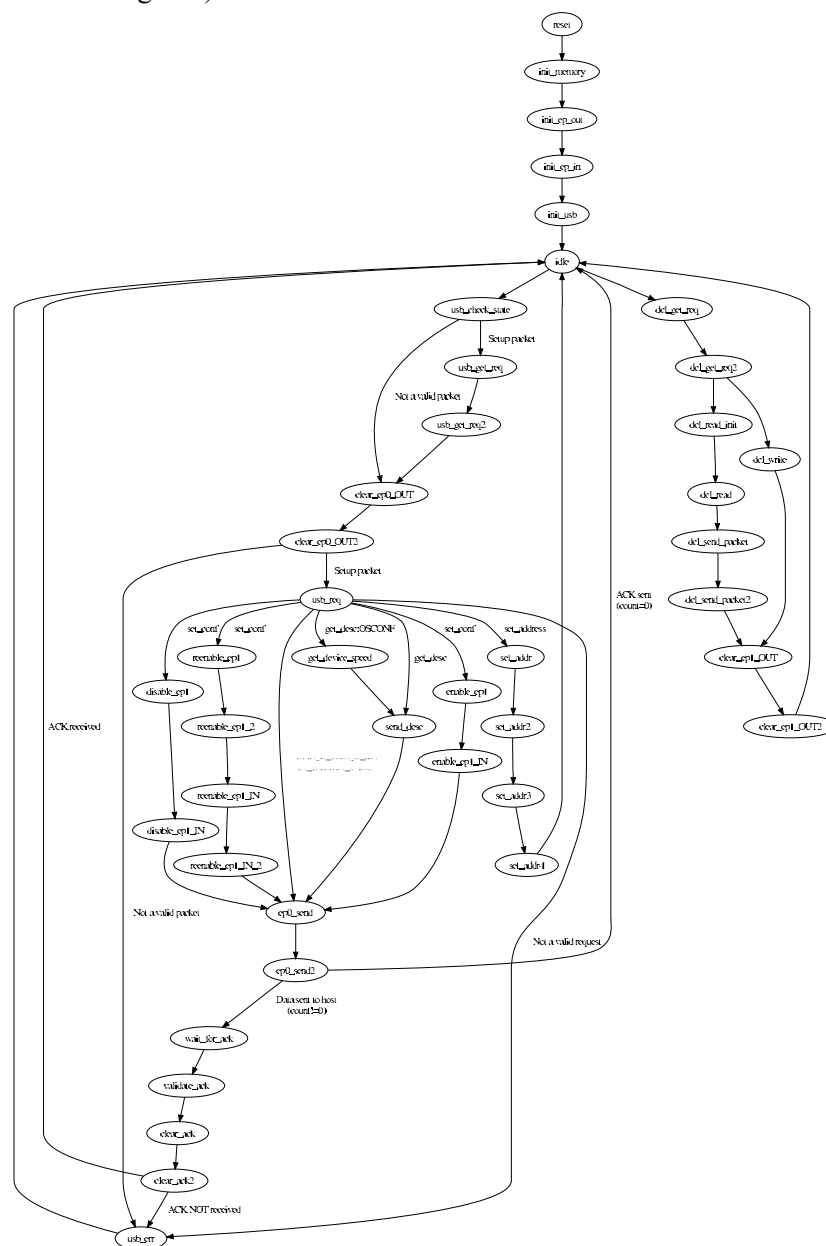 reset
init_memory
init_ep_out
init_ep_in
init_usb
idle
usb_check_state
dcl_get_req
Setup packet
usb_get_req
dcl_get_req2
Not a valid packet
usb_get_req2
dcl_read_init
dcl_write
clear_ep0_OUT
dcl_read
clear_ep0_OUT2
dcl_send_packet
Setup packet
usb_req
dcl_send_packet2
ACK sent
(count=0)
set_conf
set_conf
get_desc:OSCONF
set_conf
set_address
reenable_ep1
get_device_speed
get_desc
set_addr
clear_ep1_OUT
disable_ep1
enable_ep1
ACK received
reenable_ep1_2
send_desc
set_addr2
clear_ep1_OUT2
enable_ep1_IN
reenable_ep1_IN
set_addr3
disable_ep1_IN
reenable_ep1_IN_2
set_addr4
Not a valid packet
ep0_send
Not a valid request
ep0_send2
Data sent to host
(count!=0)
wait_for_ack
validate_ack
clear_ack
clear_ack2
ACK NOT received
usb_err